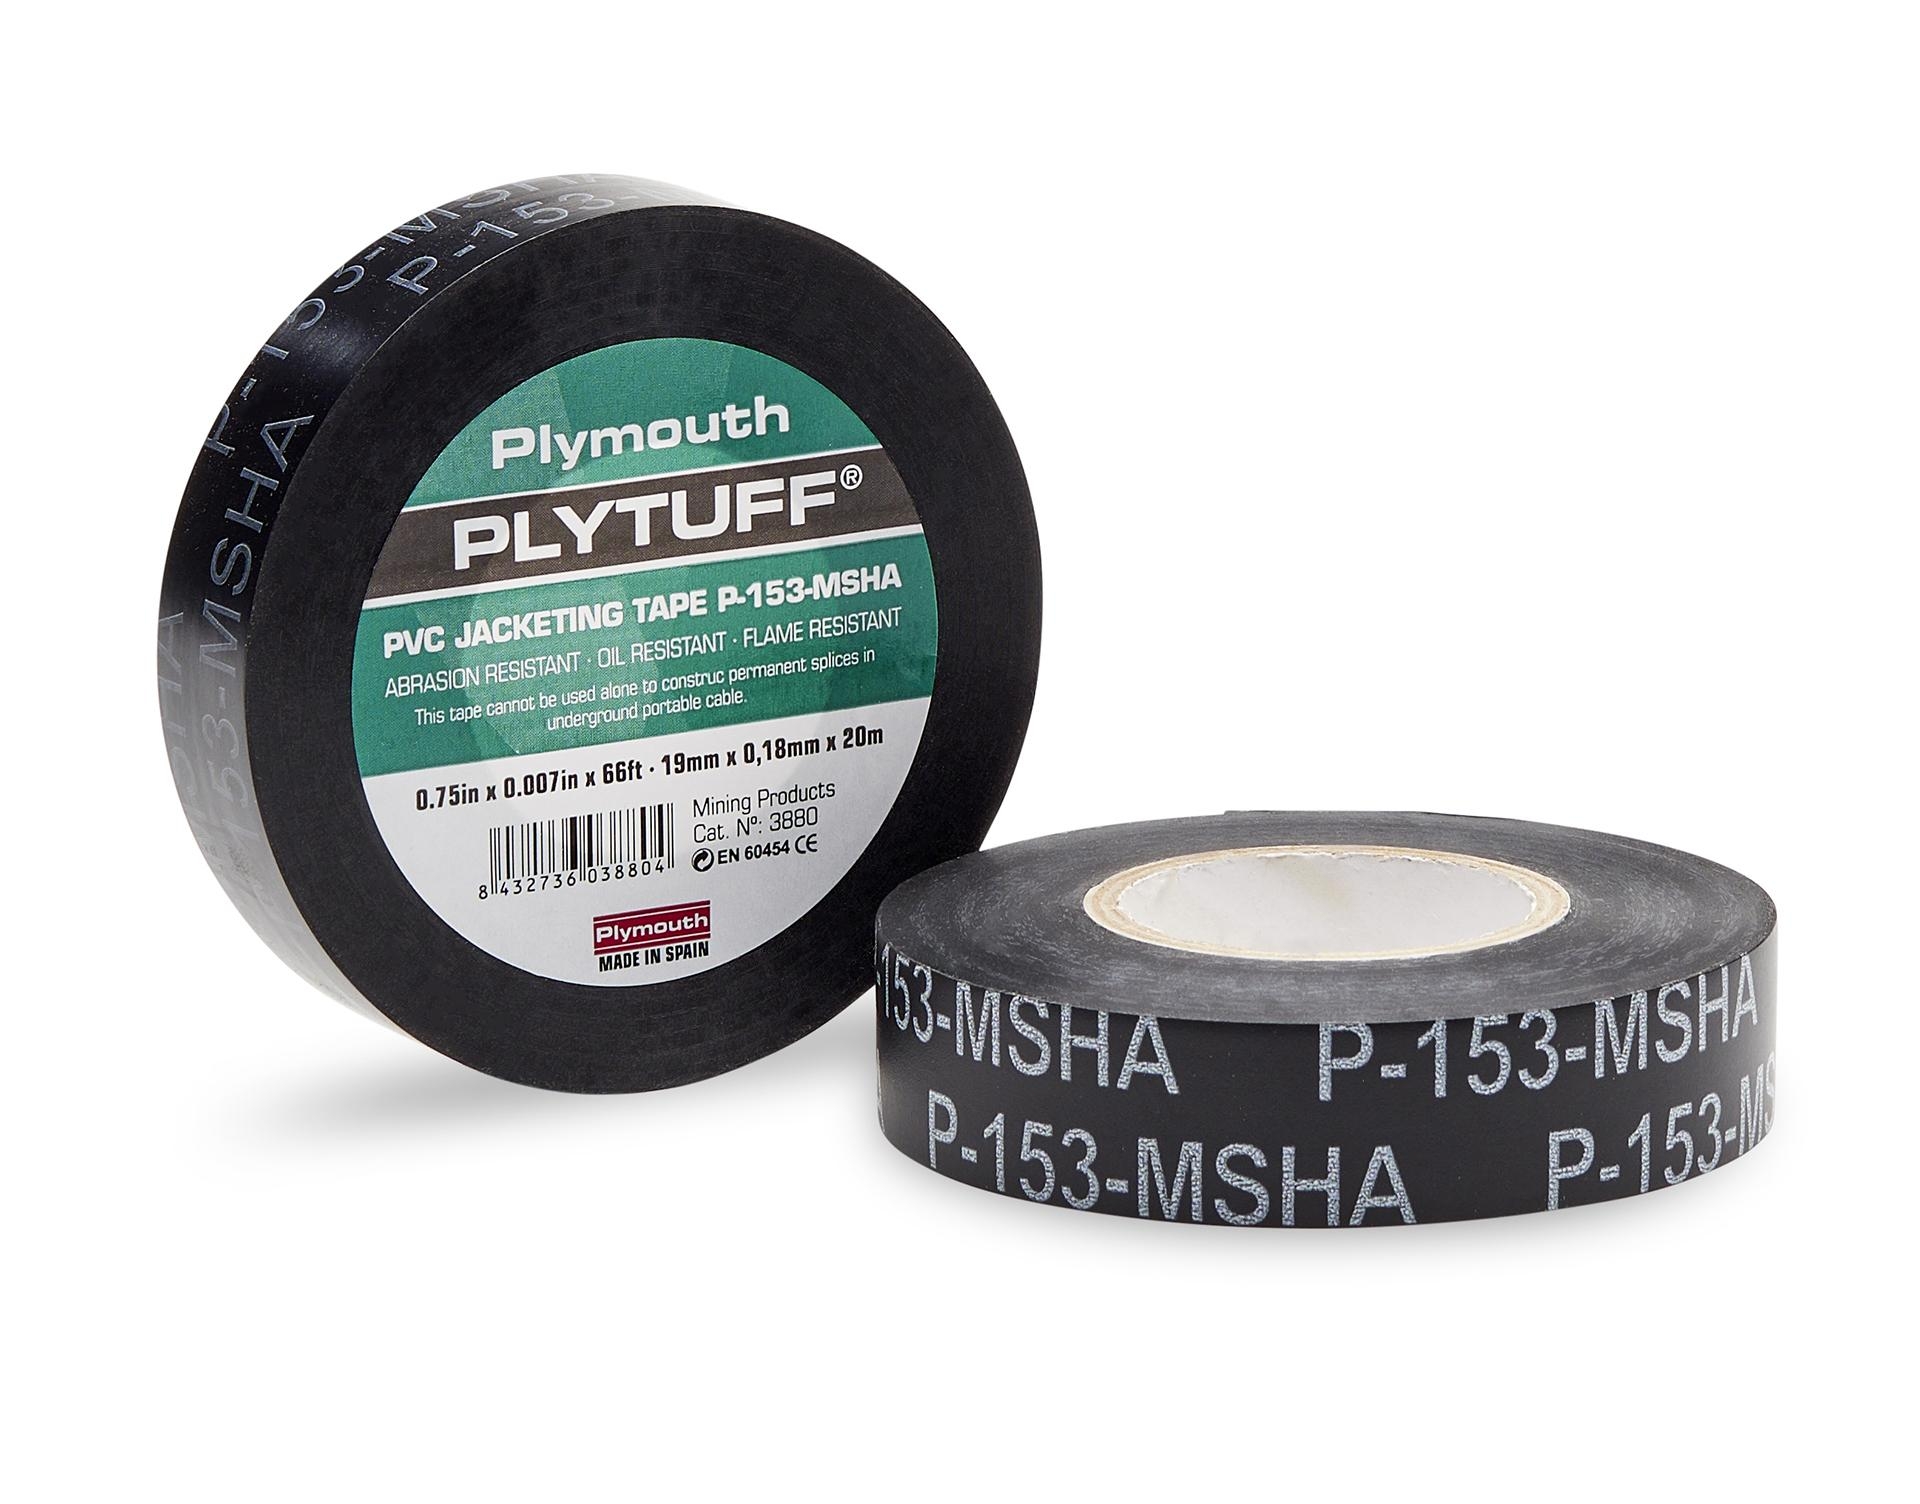 Plymouth
PLYTUFF®
PVC JACKETING TAPE P-153-MSHA
ABRASION RESISTANT · OIL RESISTANT · FLAME RESISTANT
This tape cannot be used alone to construc permanent splices in
underground portable cable.
0.75in x 0.007in x 66ft · 19mm x 0,18mm x 20m
Mining Products
Cat. Nº: 3880
EN 60454 CE
8 432736 038804
Plymouth
MADE IN SPAIN
P-153-MSHA
P-153-M
153-MSHA
-153-MSHA P-153-MSHA
P-153-MSHA P-153-MS